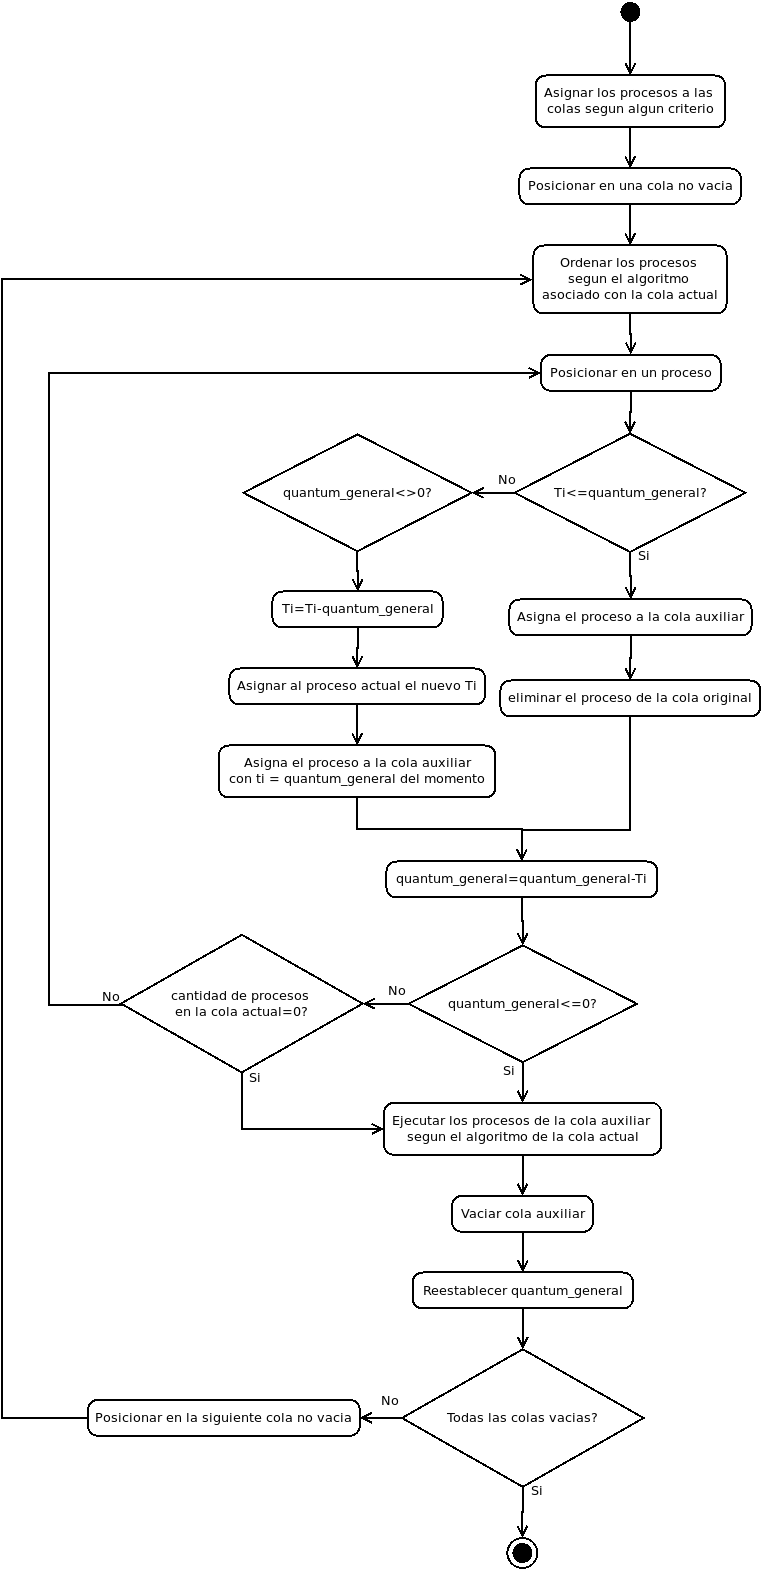 Asignar los procesos a las
colas segun algun criterio
Posicionar en una cola no vacia
Ordenar los procesos
segun el algoritmo
asociado con la cola actual
Posicionar en un proceso
Ti<=quantum_general?
No
Si
quantum_general<>0?
Ti=Ti-quantum_general
Asigna el proceso a la cola auxiliar
Asignar al proceso actual el nuevo Ti
eliminar el proceso de la cola original
Asigna el proceso a la cola auxiliar
con ti = quantum_general del momento
quantum_general=quantum_general-Ti
quantum_general<=0?
No
Si
cantidad de procesos
en la cola actual=0?
No
Si
Ejecutar los procesos de la cola auxiliar
segun el algoritmo de la cola actual
Vaciar cola auxiliar
Reestablecer quantum_general
Todas las colas vacias?
No
Posicionar en la siguiente cola no vacia
Si